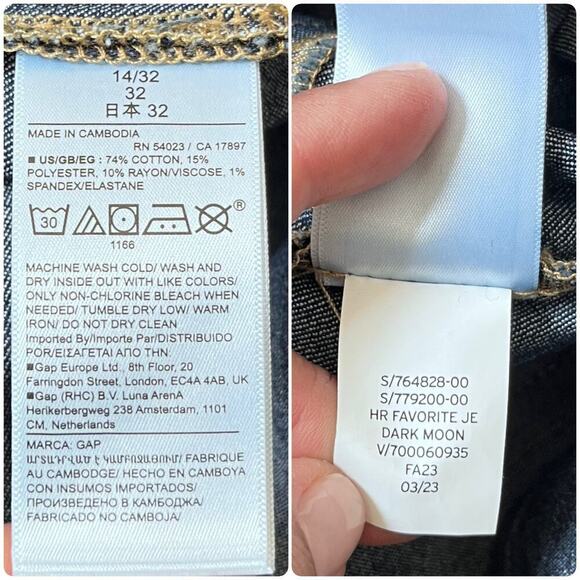 14/32
32
日本 32
MADE IN CAMBODIA
RN 54023 / CA 17897
■ US/GB/EG : 74% COTTON, 15%
POLYESTER, 10% RAYON/VISCOSE, 1%
SPANDEX/ELASTANE
30
®
1166
MACHINE WASH COLD/ WASH AND
DRY INSIDE OUT WITH LIKE COLORS/
ONLY NON-CHLORINE BLEACH WHEN
NEEDED/ TUMBLE DRY LOW/ WARM
IRON/ DO NOT DRY CLEAN
Imported By/Importe Par/DISTRIBUIDO
POR/ΕΙΣΑΓΕΤΑΙ ΑΠΟ ΤΗΝ:
■Gap Europe Ltd., 8th Floor, 20
Farringdon Street, London, EC4A 4AB, UK
■Gap (RHC) B.V. Luna ArenA
Herikerbergweg 238 Amsterdam, 1101
CM, Netherlands
MARCA: GAP
ԱՐՏԱԴՐՎԱԾ Է ԿԱՄԲՈՋԱՅՈՒՄ/ FABRIQUE
AU CAMBODGE/ HECHO EN CAMBOYA
CON INSUMOS IMPORTADOS/
ПРОИЗВЕДЕНО В КАМБОДЖА/
FABRICADO NO CAMBOJA/
S/764828-00
S/779200-00
HR FAVORITE JE
DARK MOON
V/700060935
FA23
03/23